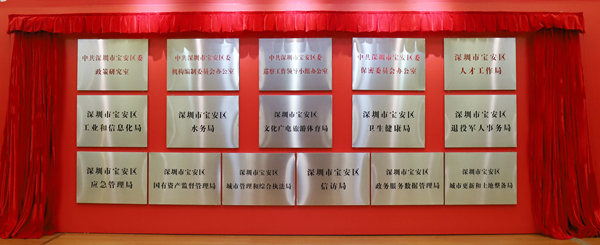 中共深圳市宝安区委
政策研究室
中共深圳市宝安区委
机构编制委员会办公室
中共深圳市宝安区委
巡察工作领导小组办公室
中共深圳市宝安区委
保密委员会办公室
深圳市宝安区
人才工作局
深圳市宝安区
工业和信息化局
深圳市宝安区
水务局
深圳市宝安区
文化广电旅游体育局
深圳市宝安区
卫生健康局
深圳市宝安区
退役军人事务局
深圳市宝安区
应急管理局
深圳市宝安区
国有资产监督管理局
深圳市宝安区
城市管理和综合执法局
深圳市宝安区
信访局
深圳市宝安区
政务服务数据管理局
深圳市宝安区
城市更新和土地整备局